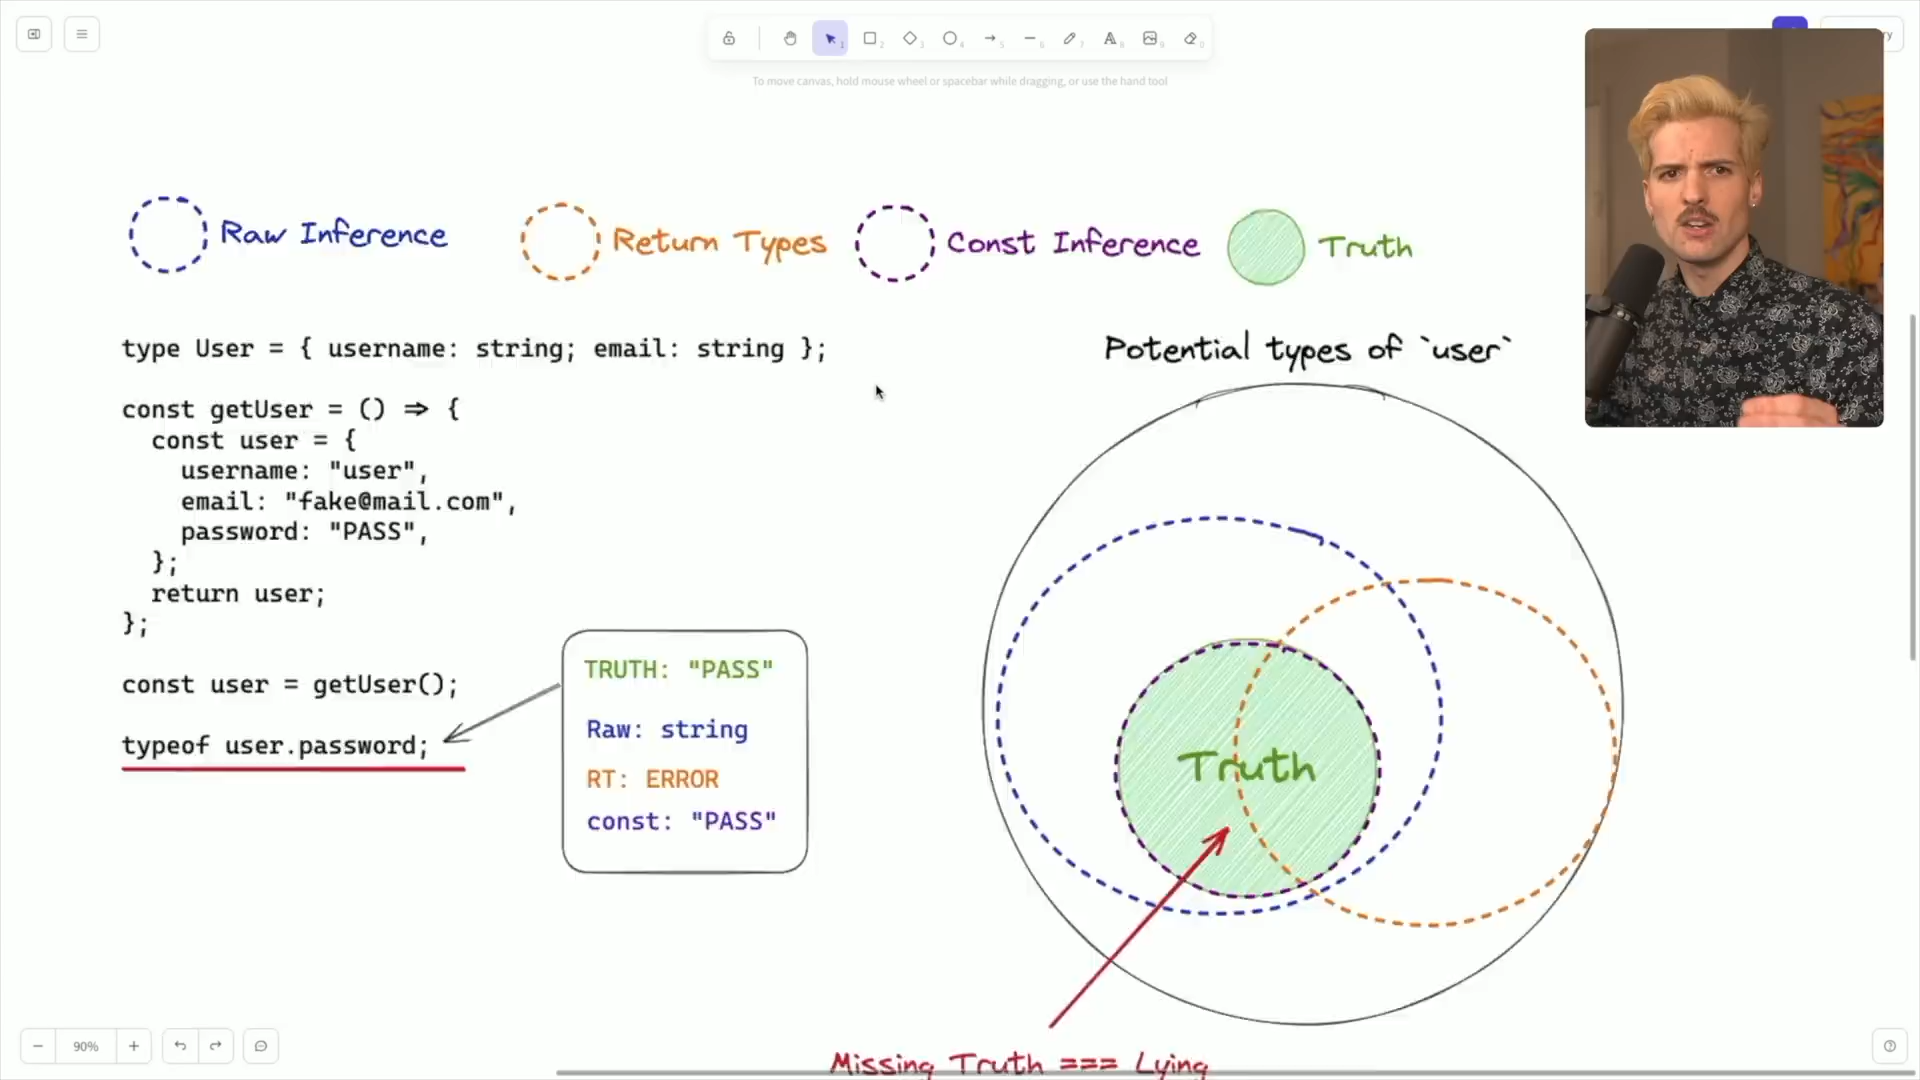 To move canvas, hold mouse wheel or spacebar while dragging, or use the hand tool
Raw Inference
Return Types
Const Inference
Truth
type User = { username: string; email: string };
const getUser = () => {
const user = {
username: "user",
email: "fake@mail.com",
password: "PASS",
};
return user;
};
const user = getUser();
typeof user.password;
TRUTH: "PASS"
Raw: string
RT: ERROR
const: "PASS"
Potential types of `user`
Truth
Missing Truth === Lying
90%